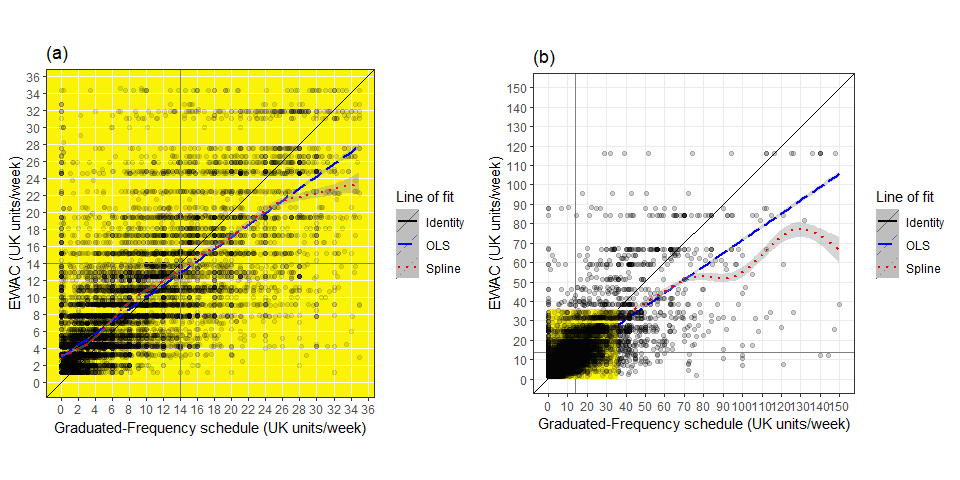 (a)
EWAC (UK units/week)
36
34
32
30
28
26
24
22
20
18
16
14
12
10
8
6
4
2
0
0 2 4 6 8 10 12 14 16 18 20 22 24 26 28 30 32 34 36
Graduated-Frequency schedule (UK units/week)
Line of fit
Identity
OLS
Spline
(b)
EWAC (UK units/week)
150
140
130
120
110
100
90
80
70
60
50
40
30
20
10
0
0 10 20 30 40 50 60 70 80 90 100 110 120 130 140 150
Graduated-Frequency schedule (UK units/week)
Line of fit
Identity
OLS
Spline